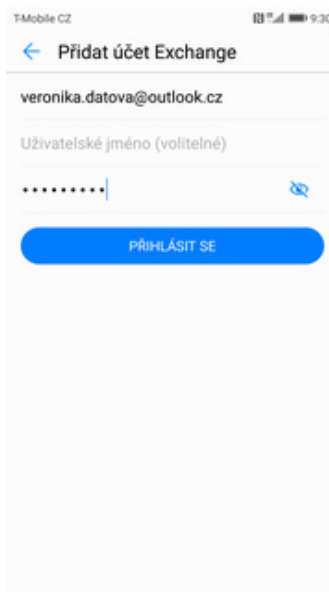 T-Mobile CZ 9:30
Přidat účet Exchange
veronika.datova@outlook.cz
Uživatelské jméno (volitelné)
•••••••••
PŘIHLÁSIT SE